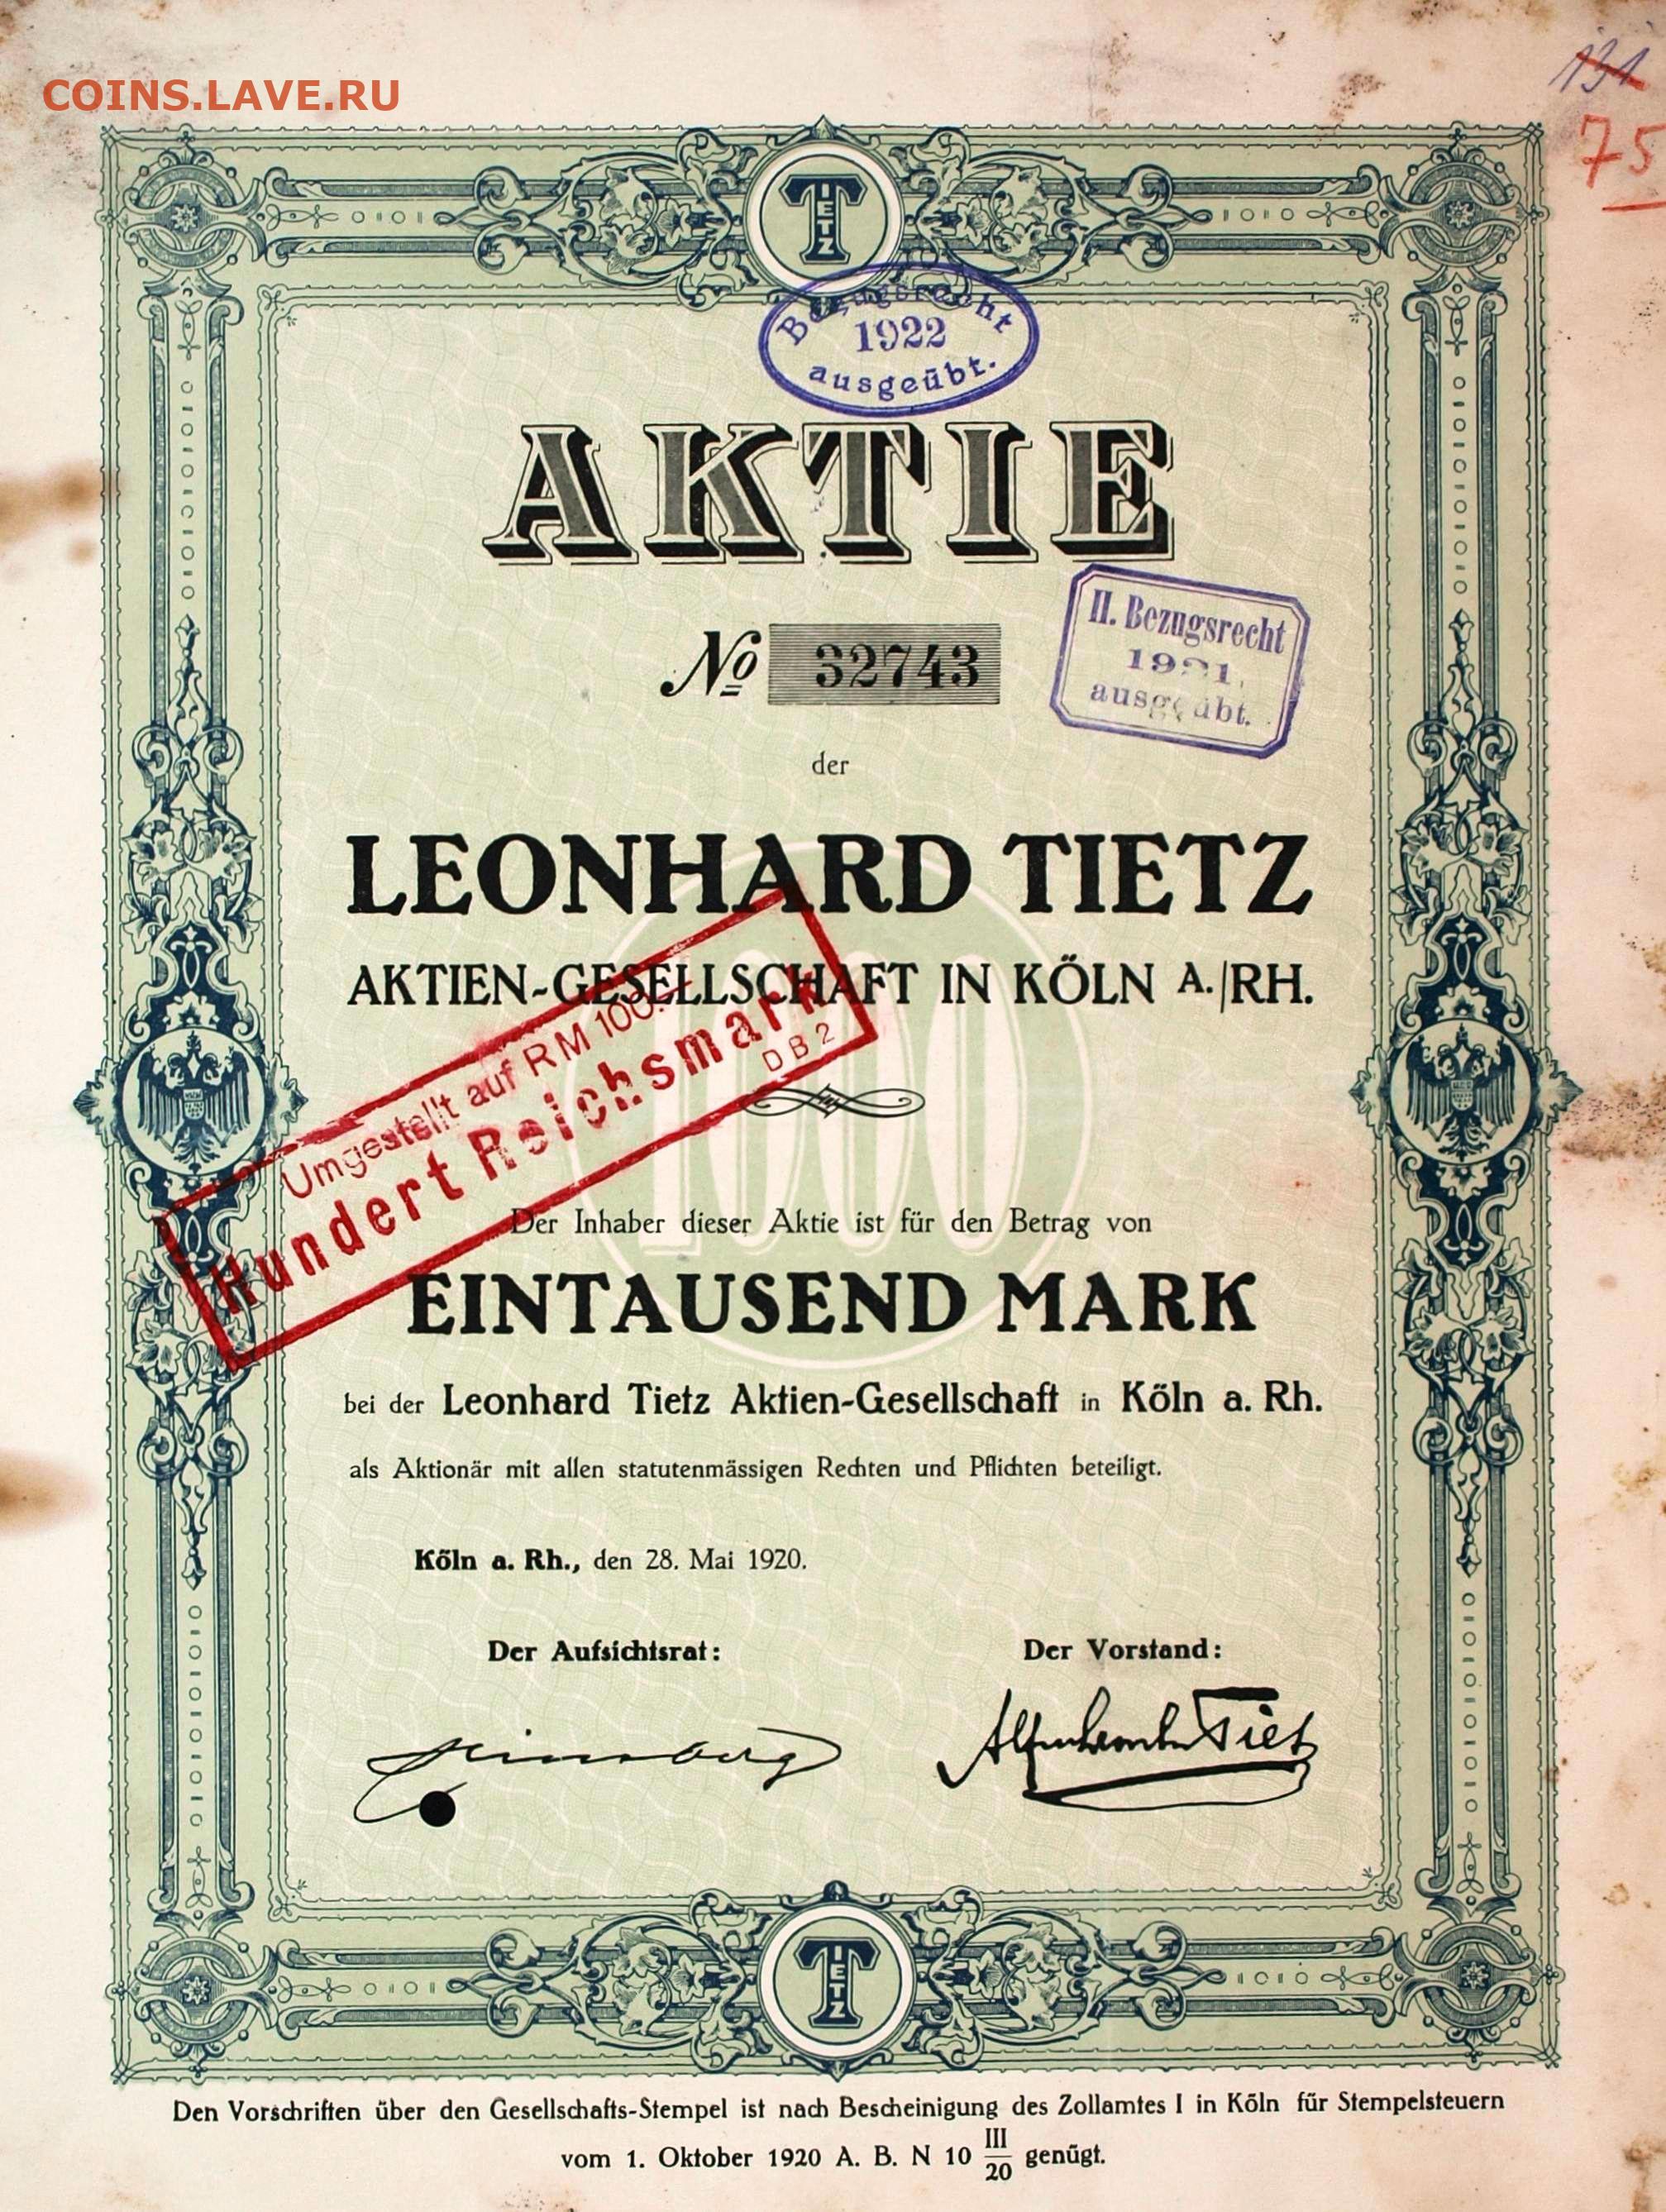 COINS.LAVE.RU
131
75
TIETZ
Bezugsrecht
1922
ausgeübt.
AKTIE
No 32743
II. Bezugsrecht
1921.
ausgeübt.
der
LEONHARD TIETZ
AKTIEN-GESELLSCHAFT IN KÖLN A./RH.
1000
Umgestellt auf RM 100.-
Hundert Reichsmark
DB2
Der Inhaber dieser Aktie ist für den Betrag von
EINTAUSEND MARK
bei der Leonhard Tietz Aktien-Gesellschaft in Köln a. Rh.
als Aktionär mit allen statutenmässigen Rechten und Pflichten beteiligt.
Köln a. Rh., den 28. Mai 1920.
Der Aufsichtsrat: Der Vorstand:
Tietz
TIETZ
Den Vorschriften über den Gesellschafts-Stempel ist nach Bescheinigung des Zollamtes I in Köln für Stempelsteuern
vom 1. Oktober 1920 A. B. N 10 III/20 genügt.